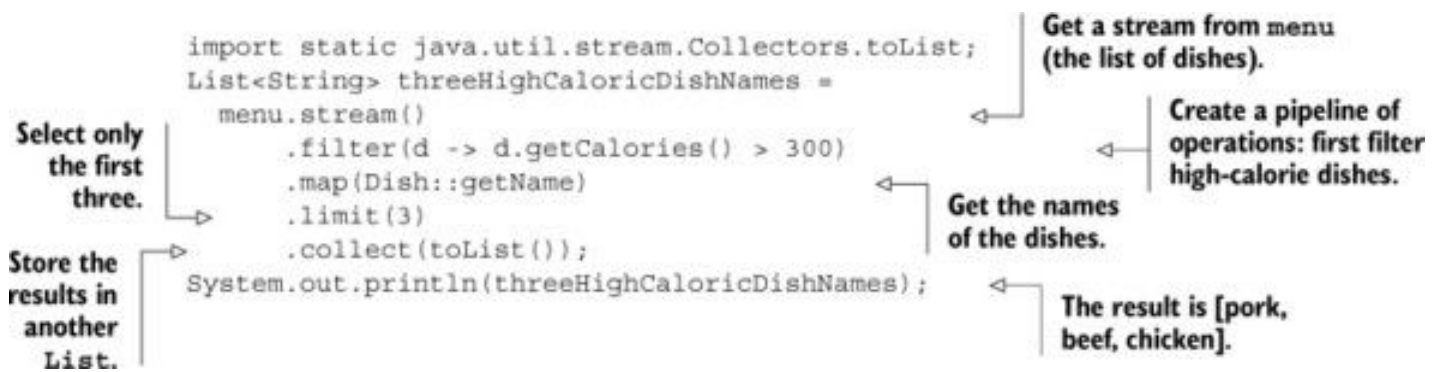 import static java.util.stream.Collectors.toList;
List<String> threeHighCaloricDishNames =
menu.stream()
.filter(d -> d.getCalories() > 300)
.map(Dish::getName)
.limit(3)
.collect(toList());
System.out.println(threeHighCaloricDishNames);
Get a stream from menu
(the list of dishes).
Create a pipeline of
operations: first filter
high-calorie dishes.
Get the names
of the dishes.
Select only
the first
three.
Store the
results in
another
List.
The result is [pork,
beef, chicken].